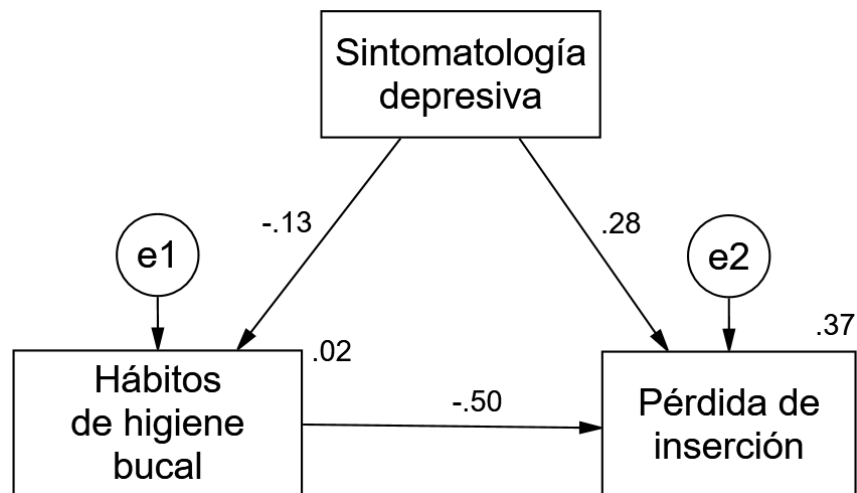 Sintomatología
depresiva
-.13
.28
e1
e2
.37
.02
Hábitos
de higiene
bucal
-.50
Pérdida de
inserción